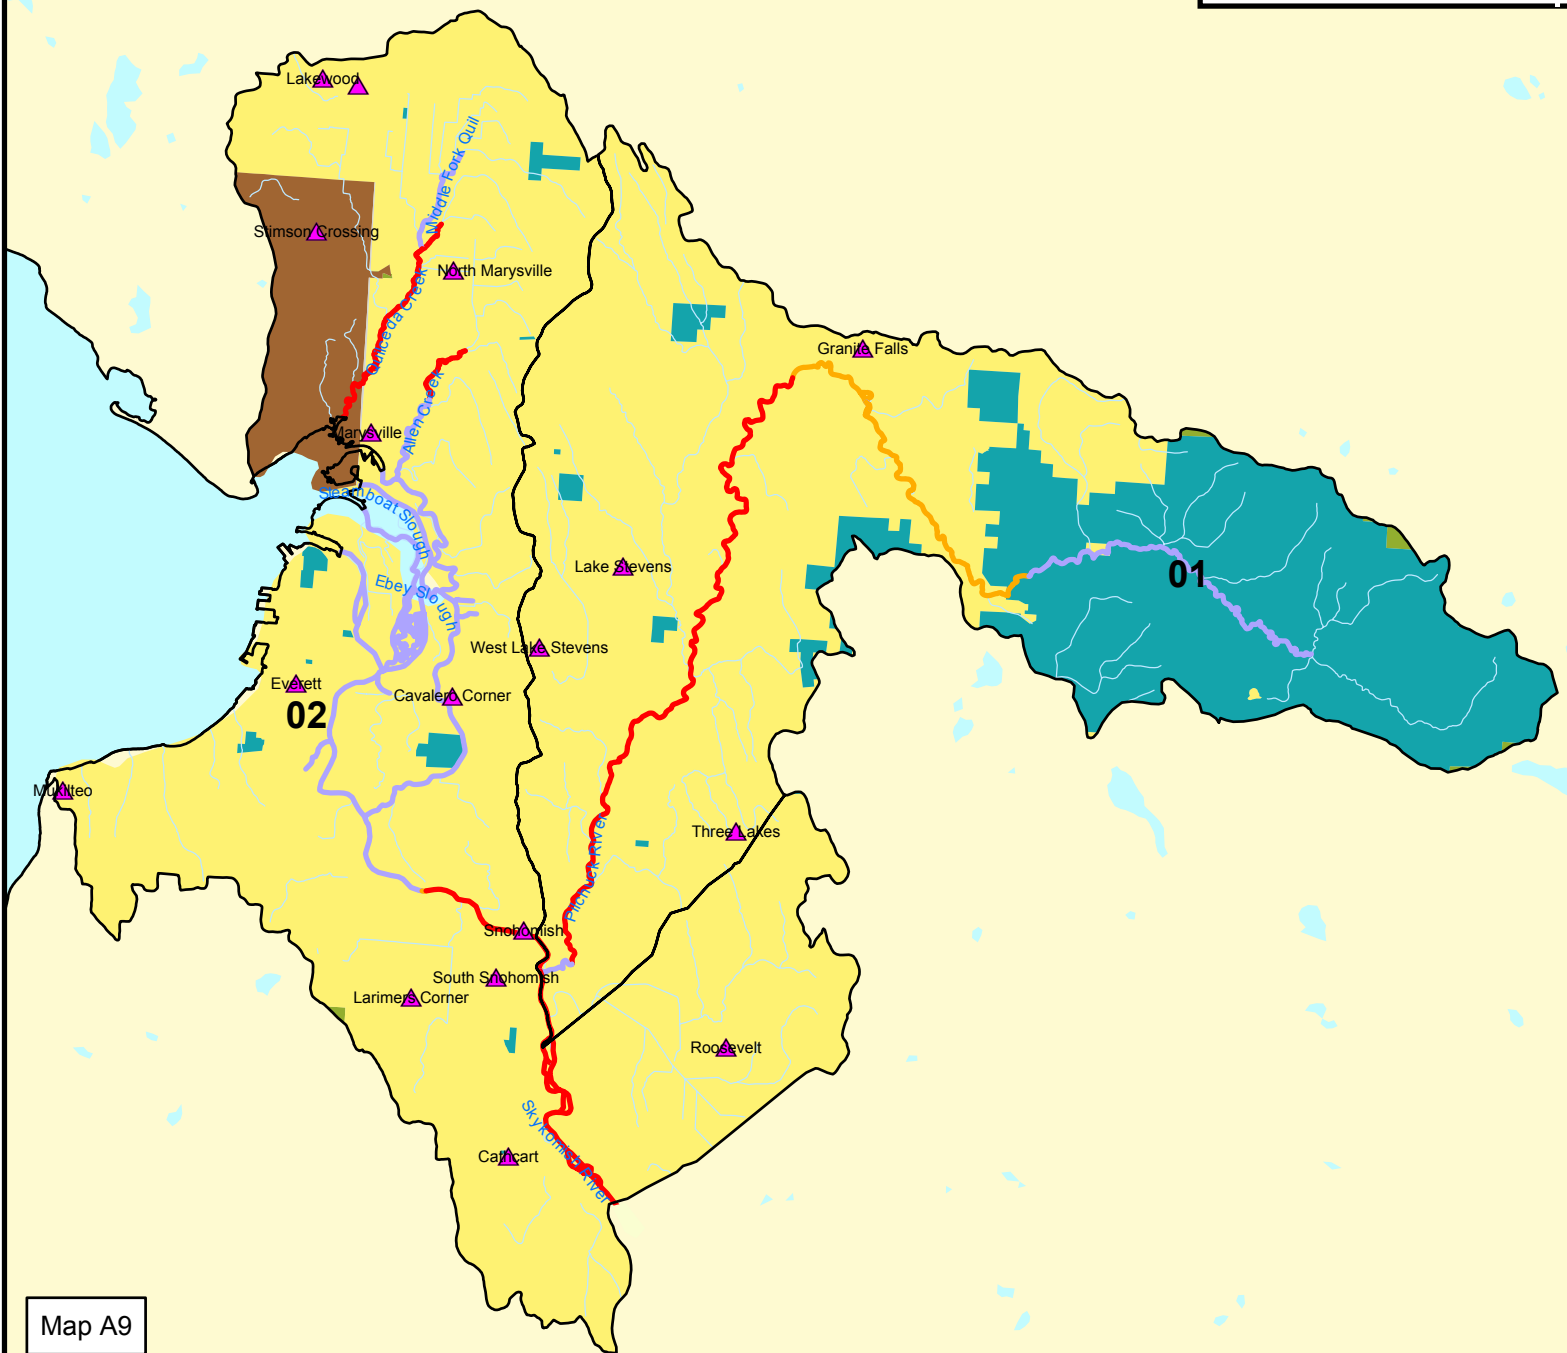 Lakewood
Middle Fork Quil
Stimson Crossing
North Marysville
Quilceda Creek
Granite Falls
Allen Creek
Marysville
Steamboat Slough
Lake Stevens
01
Ebey Slough
West Lake Stevens
Everett
Cavalero Corner
02
Mukilteo
Three Lakes
Pilchuck River
Snohomish
South Snohomish
Larimers Corner
Roosevelt
Skykomish River
Cathcart
Map A9